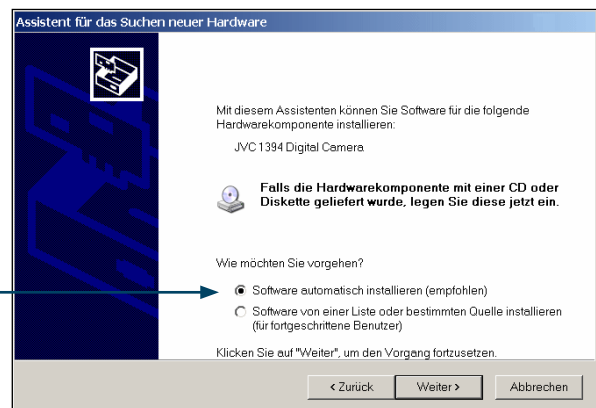 Assistent für das Suchen neuer Hardware
Mit diesem Assistenten können Sie Software für die folgende
Hardwarekomponente installieren:
JVC 1394 Digital Camera
Falls die Hardwarekomponente mit einer CD oder
Diskette geliefert wurde, legen Sie diese jetzt ein.
Wie möchten Sie vorgehen?
Software automatisch installieren (empfohlen)
Software von einer Liste oder bestimmten Quelle installieren
(für fortgeschrittene Benutzer)
Klicken Sie auf "Weiter", um den Vorgang fortzusetzen.
< Zurück Weiter > Abbrechen